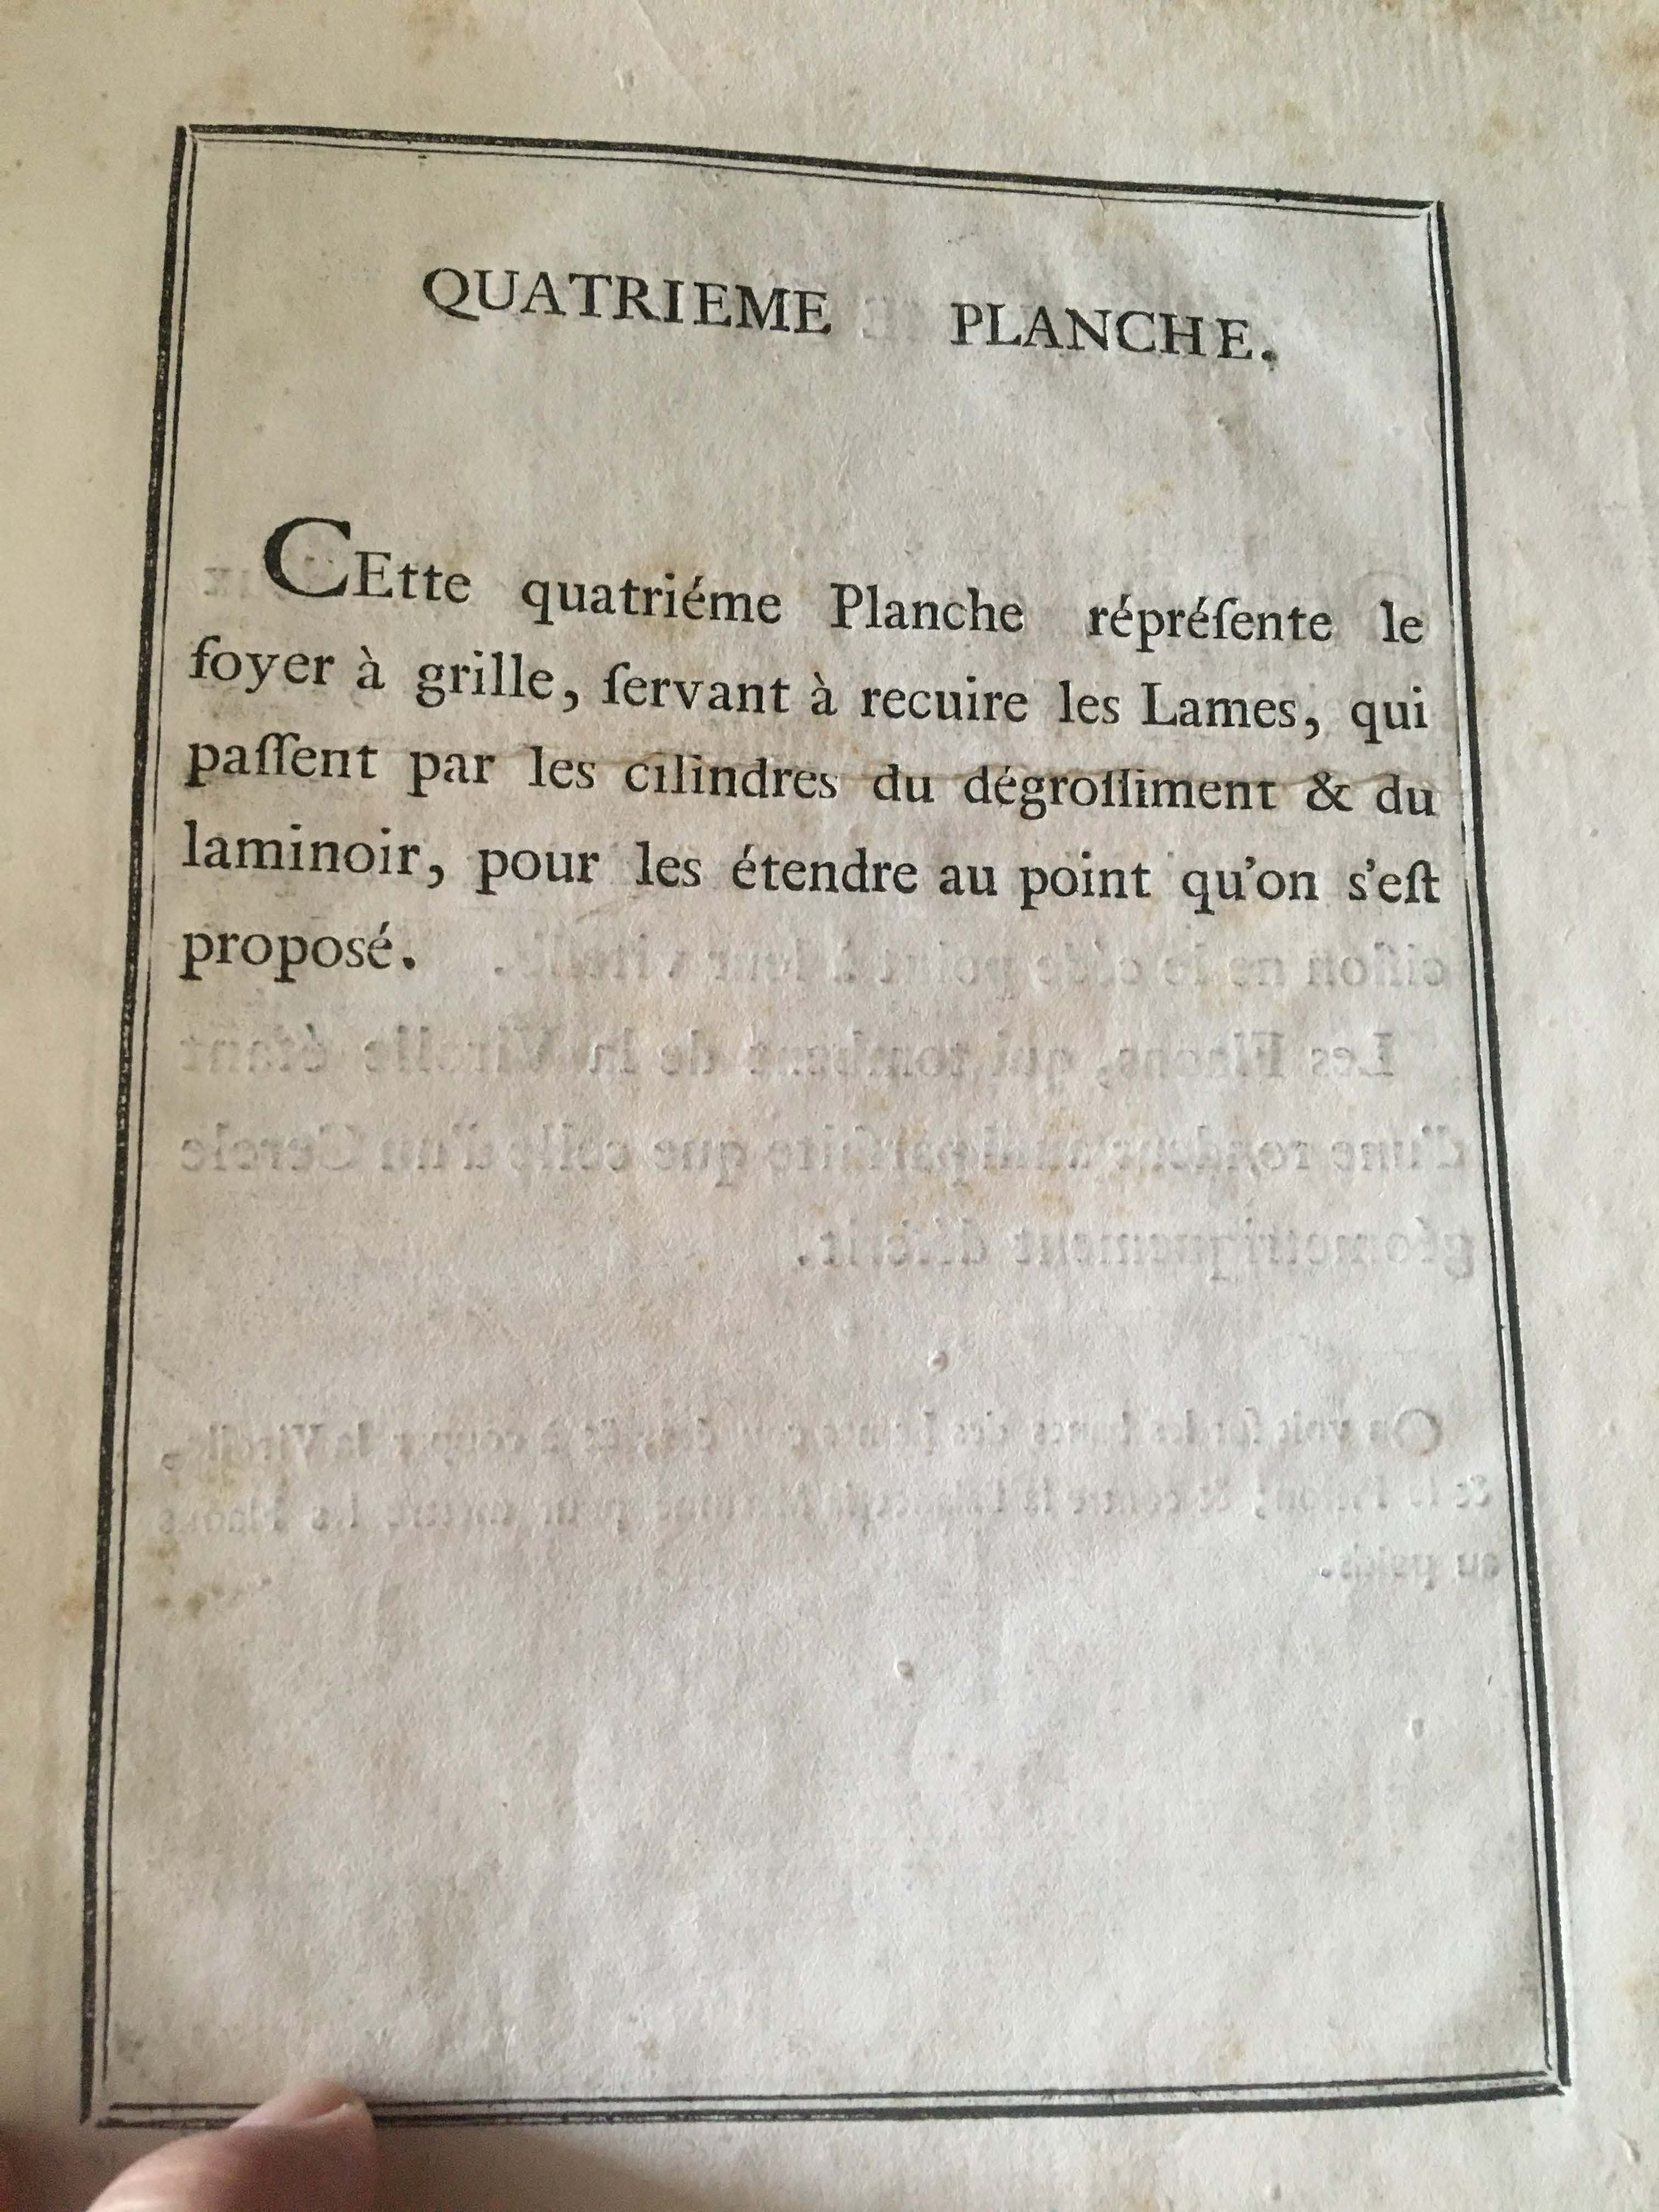 QUATRIEME PLANCHE.
CEtte quatriéme Planche répréſente le
foyer à grille, ſervant à recuire les Lames, qui
paſſent par les cilindres du dégroſſiment & du
laminoir, pour les étendre au point qu'on s'eſt
proposé.